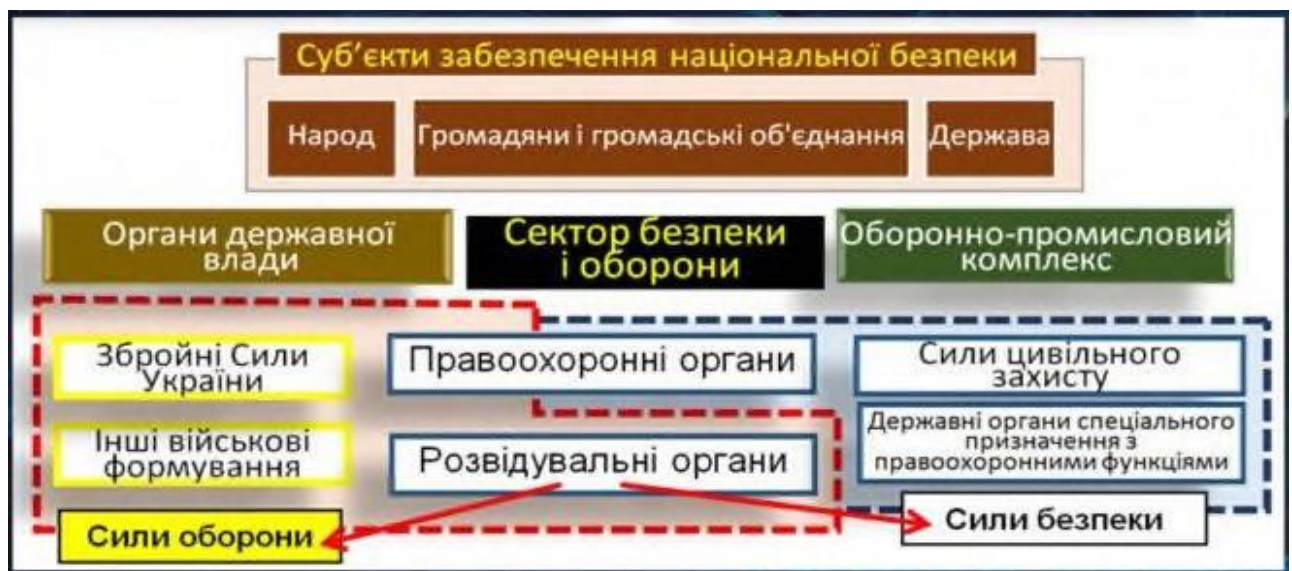 Суб’єкти забезпечення національної безпеки
Народ
Громадяни і громадські об'єднання
Держава
Органи державної
влади
Сектор безпеки
і оборони
Оборонно-промисловий
комплекс
Збройні Сили
України
Правоохоронні органи
Сили цивільного
захисту
Інші військові
формування
Розвідувальні органи
Державні органи спеціального
призначення з
правоохоронними функціями
Сили оборони
Сили безпеки